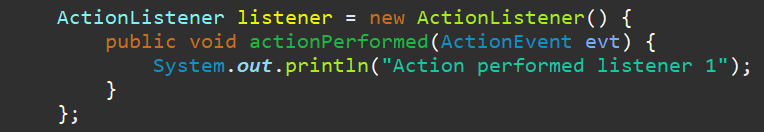 ActionListener listener = new ActionListener() {
    public void actionPerformed(ActionEvent evt) {
        System.out.println("Action performed listener 1");
    }
};